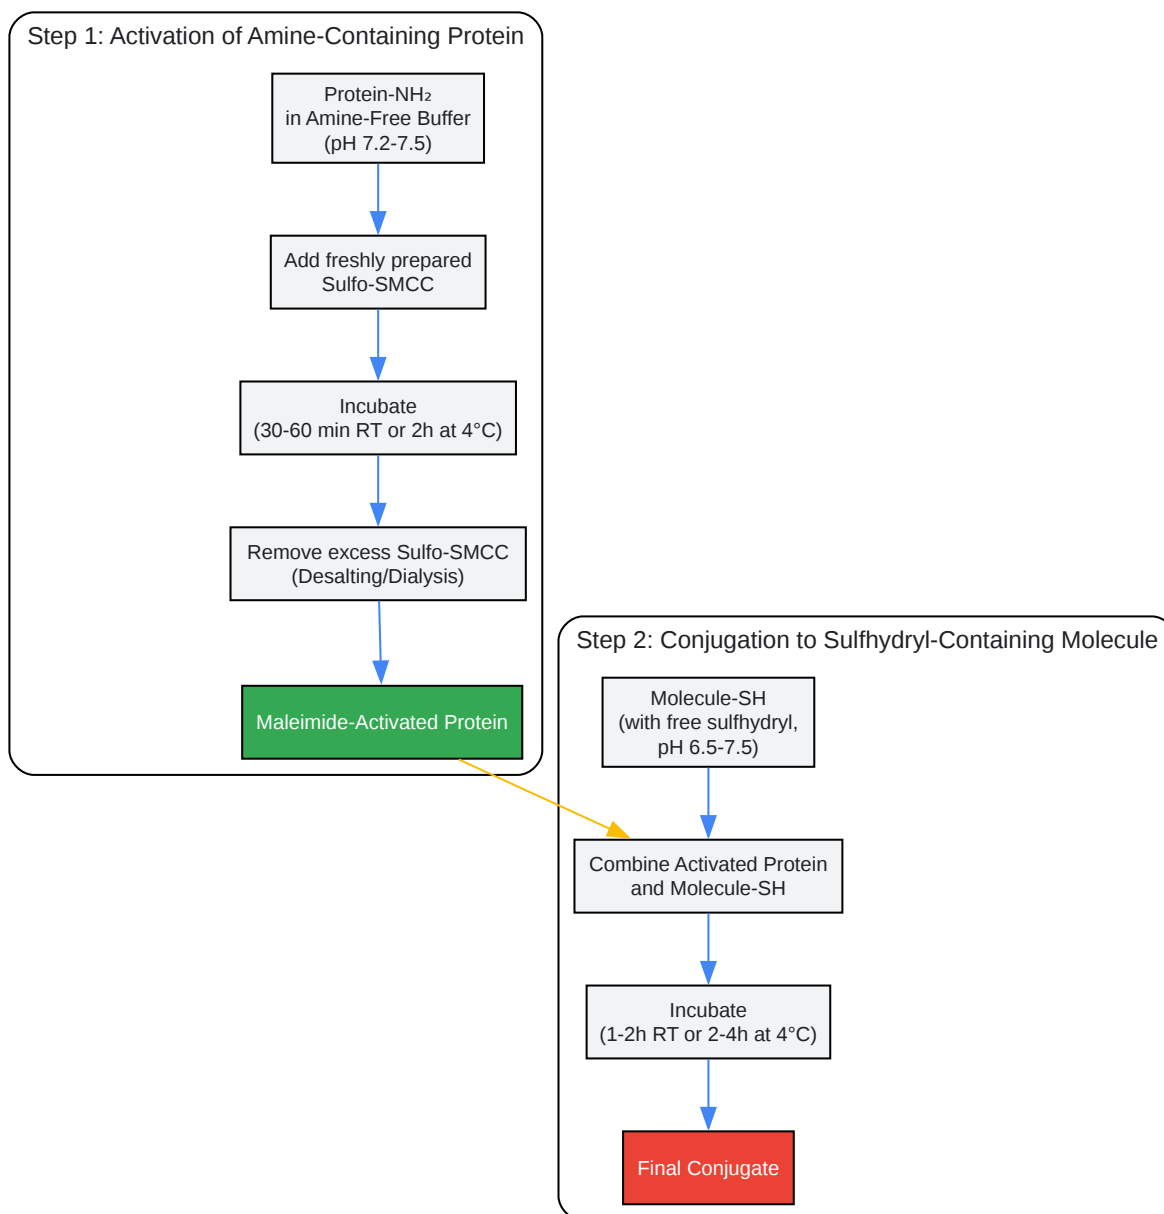 Step 1: Activation of Amine-Containing Protein
Protein-NH₂
in Amine-Free Buffer
(pH 7.2-7.5)
Add freshly prepared
Sulfo-SMCC
Incubate
(30-60 min RT or 2h at 4°C)
Remove excess Sulfo-SMCC
(Desalting/Dialysis)
Maleimide-Activated Protein
Step 2: Conjugation to Sulfhydryl-Containing Molecule
Molecule-SH
(with free sulfhydryl,
pH 6.5-7.5)
Combine Activated Protein
and Molecule-SH
Incubate
(1-2h RT or 2-4h at 4°C)
Final Conjugate